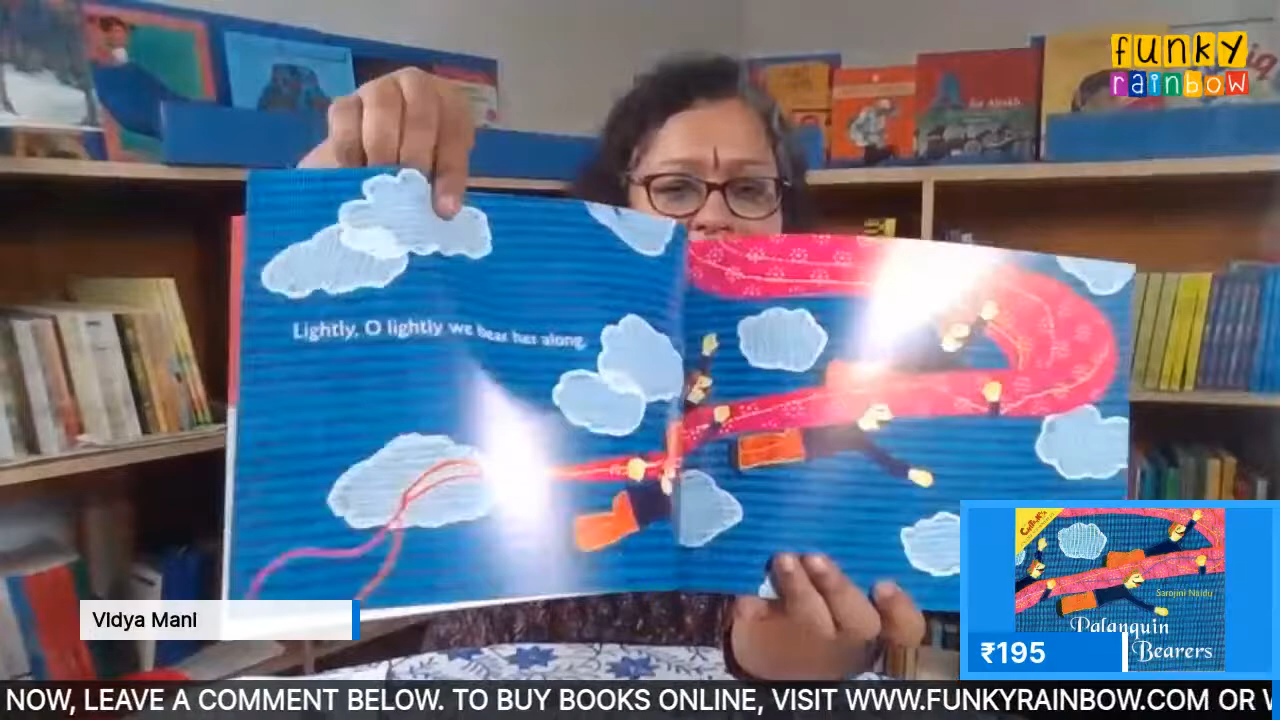 funky
rainbow
Lightly, O lightly we bear her along,
Sarojini Naidu
Palanquin
Bearers
₹195
Vidya Mani
NOW, LEAVE A COMMENT BELOW. TO BUY BOOKS ONLINE, VISIT WWW.FUNKYRAINBOW.COM OR